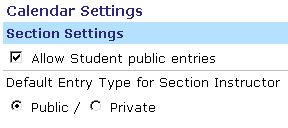 Calendar Settings
Section Settings
Allow Student public entries
Default Entry Type for Section Instructor
Public / Private